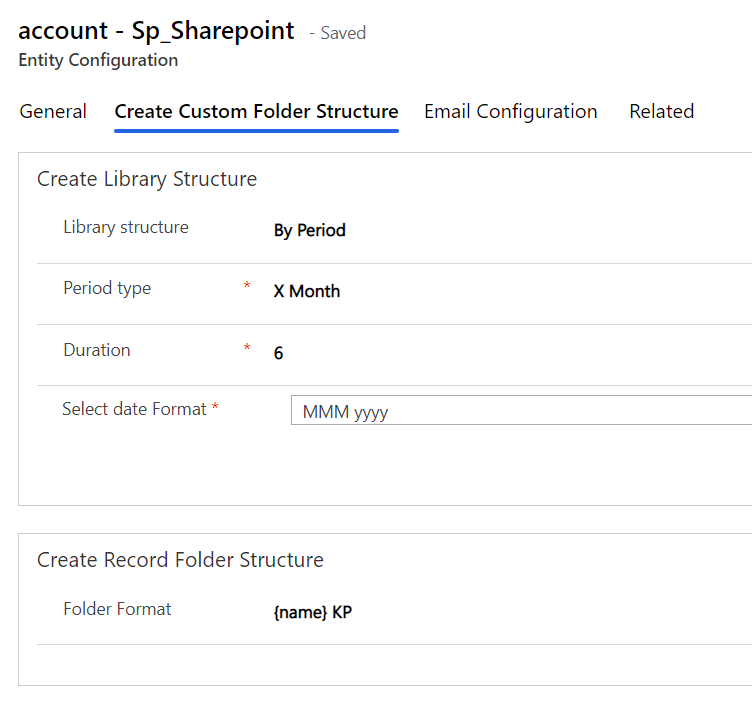 account - Sp_Sharepoint - Saved
Entity Configuration
General Create Custom Folder Structure Email Configuration Related
Create Library Structure
Library structure By Period
Period type * X Month
Duration * 6
Select date Format * MMM yyyy
Create Record Folder Structure
Folder Format {name} KP